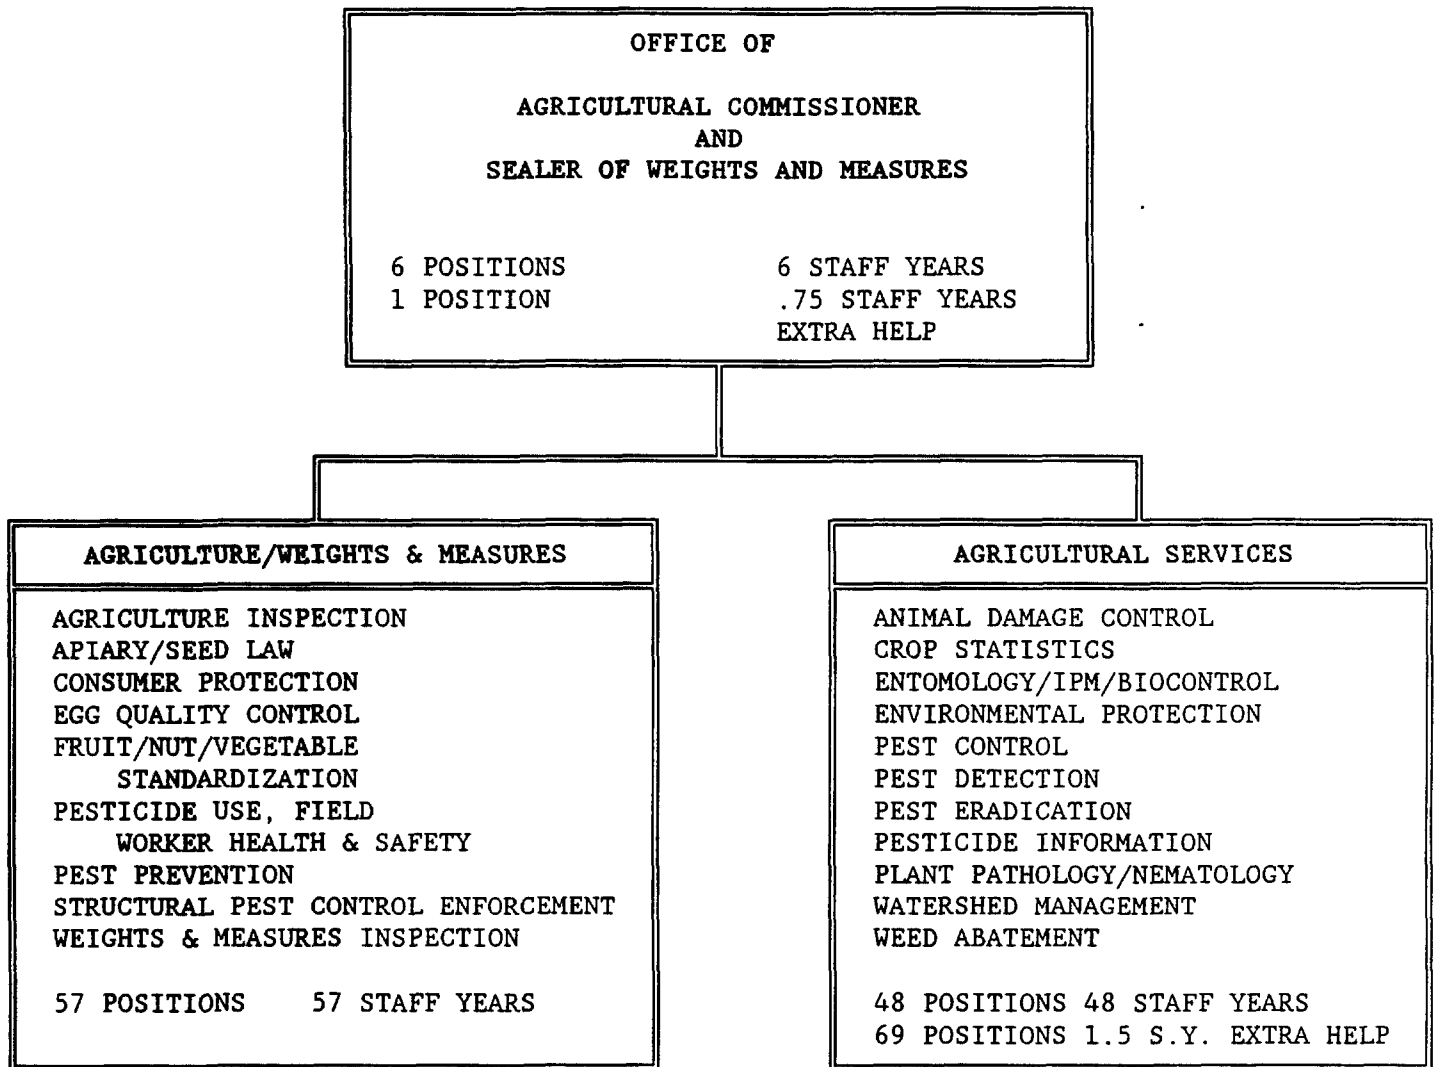 OFFICE OF
AGRICULTURAL COMMISSIONER
AND
SEALER OF WEIGHTS AND MEASURES
6 POSITIONS 6 STAFF YEARS
1 POSITION .75 STAFF YEARS
EXTRA HELP
AGRICULTURE/WEIGHTS & MEASURES
AGRICULTURE INSPECTION
APIARY/SEED LAW
CONSUMER PROTECTION
EGG QUALITY CONTROL
FRUIT/NUT/VEGETABLE
STANDARDIZATION
PESTICIDE USE, FIELD
WORKER HEALTH & SAFETY
PEST PREVENTION
STRUCTURAL PEST CONTROL ENFORCEMENT
WEIGHTS & MEASURES INSPECTION
57 POSITIONS 57 STAFF YEARS
AGRICULTURAL SERVICES
ANIMAL DAMAGE CONTROL
CROP STATISTICS
ENTOMOLOGY/IPM/BIOCONTROL
ENVIRONMENTAL PROTECTION
PEST CONTROL
PEST DETECTION
PEST ERADICATION
PESTICIDE INFORMATION
PLANT PATHOLOGY/NEMATOLOGY
WATERSHED MANAGEMENT
WEED ABATEMENT
48 POSITIONS 48 STAFF YEARS
69 POSITIONS 1.5 S.Y. EXTRA HELP